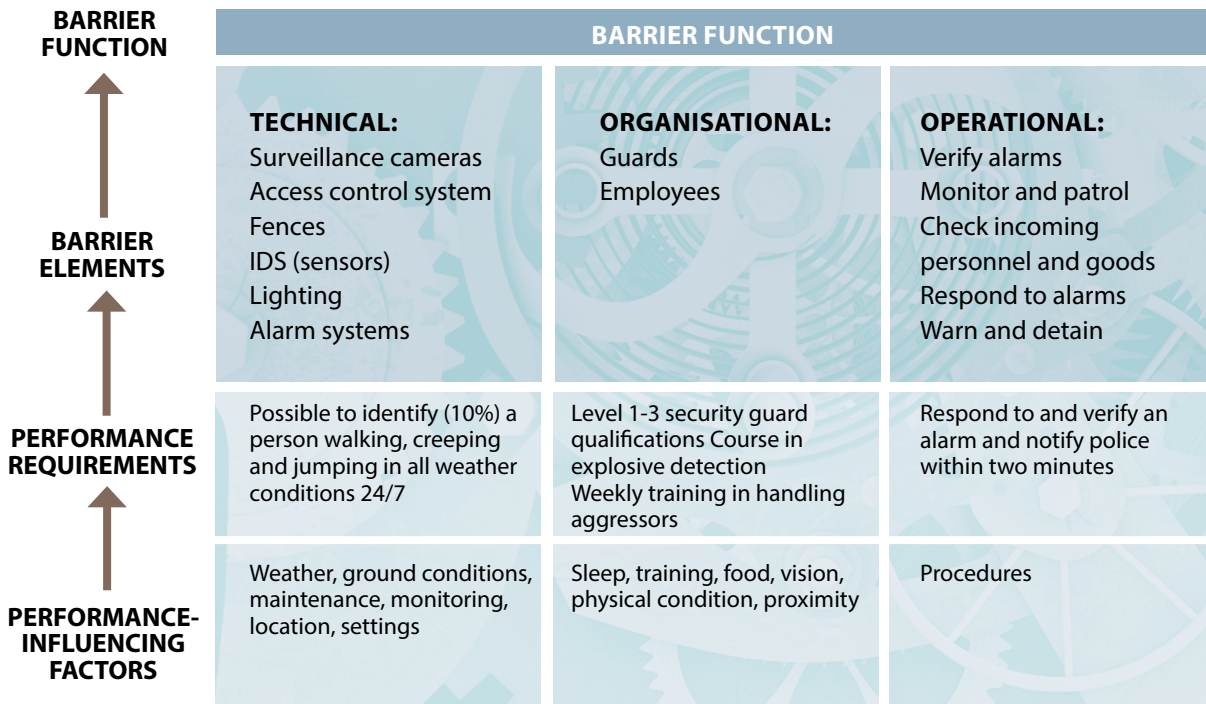 BARRIER
FUNCTION
BARRIER FUNCTION
BARRIER
ELEMENTS
TECHNICAL:
Surveillance cameras
Access control system
Fences
IDS (sensors)
Lighting
Alarm systems
ORGANISATIONAL:
Guards
Employees
OPERATIONAL:
Verify alarms
Monitor and patrol
Check incoming
personnel and goods
Respond to alarms
Warn and detain
PERFORMANCE
REQUIREMENTS
Possible to identify (10%) a
person walking, creeping
and jumping in all weather
conditions 24/7
Level 1-3 security guard
qualifications Course in
explosive detection
Weekly training in handling
aggressors
Respond to and verify an
alarm and notify police
within two minutes
PERFORMANCE-
INFLUENCING
FACTORS
Weather, ground conditions,
maintenance, monitoring,
location, settings
Sleep, training, food, vision,
physical condition, proximity
Procedures